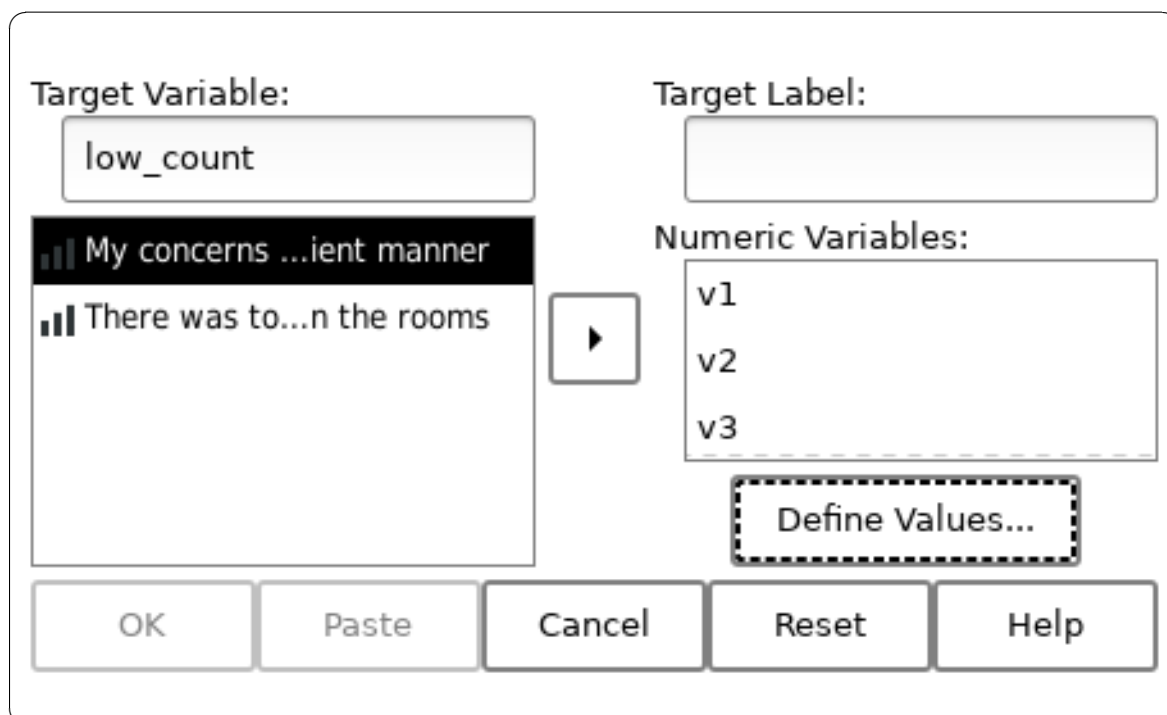 Target Variable:
low_count
My concerns ...ient manner
There was to...n the rooms
Target Label:
Numeric Variables:
v1
v2
v3
Define Values...
OK
Paste
Cancel
Reset
Help